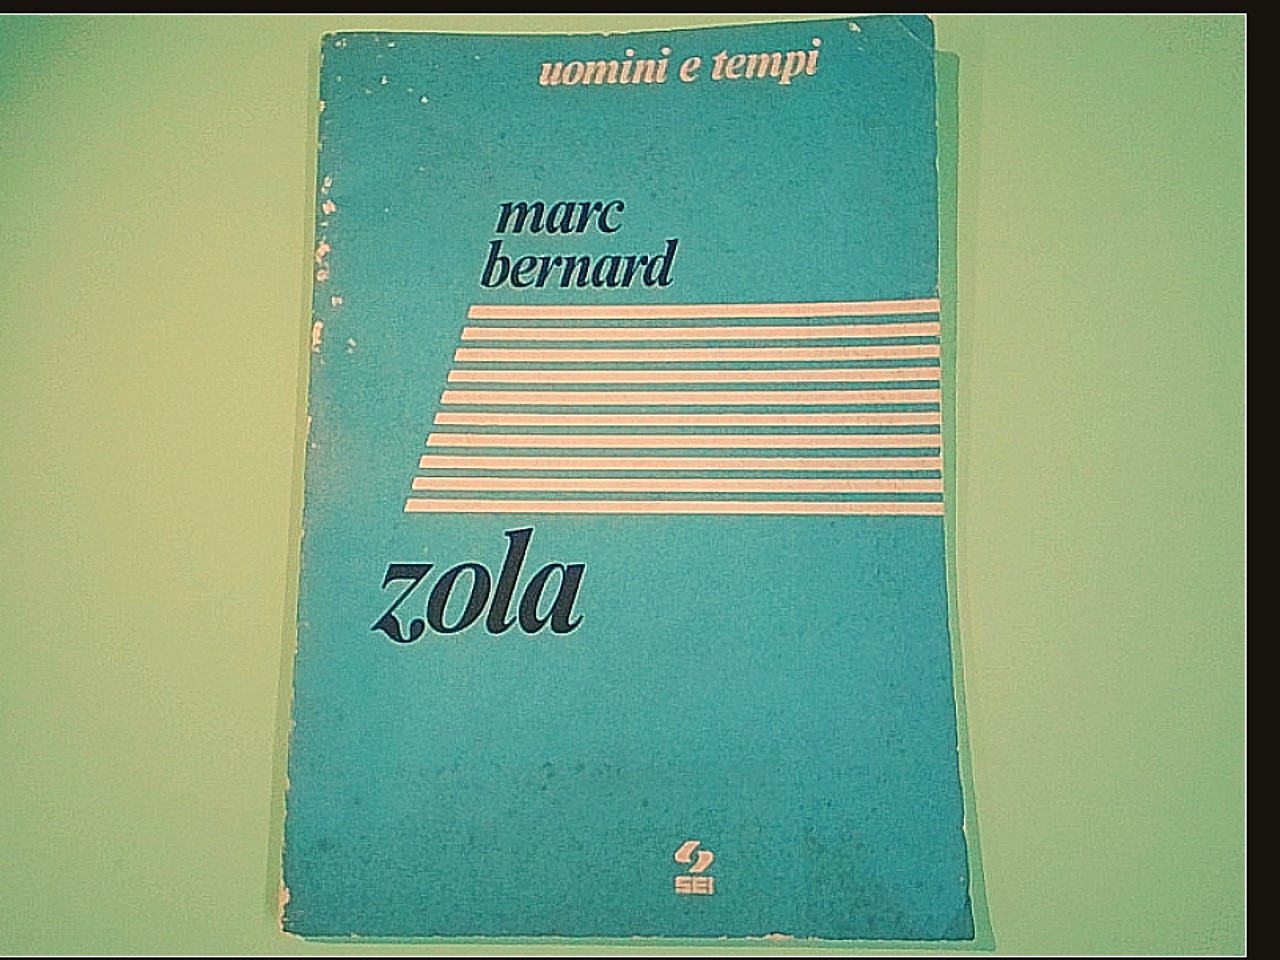 uomini e tempi
marc
bernard
zola
SEI